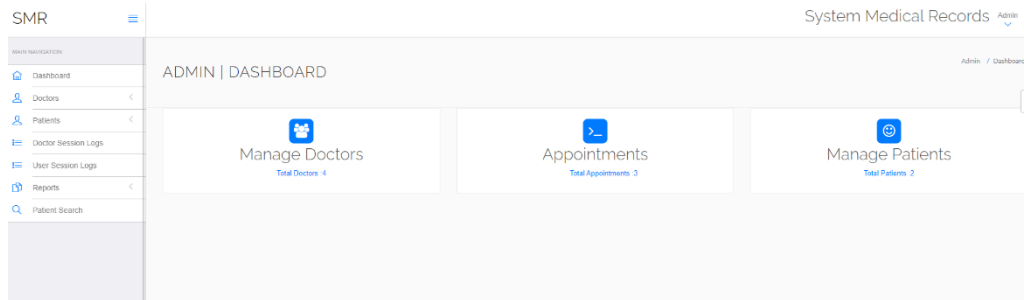 SMR
System Medical Records
Admin
MAIN NAVIGATION
Dashboard
Doctors
Patients
Doctor Session Logs
User Session Logs
Reports
Patient Search
ADMIN | DASHBOARD
Admin / Dashboard
Manage Doctors
Total Doctors :4
Appointments
Total Appointments :3
Manage Patients
Total Patients :2